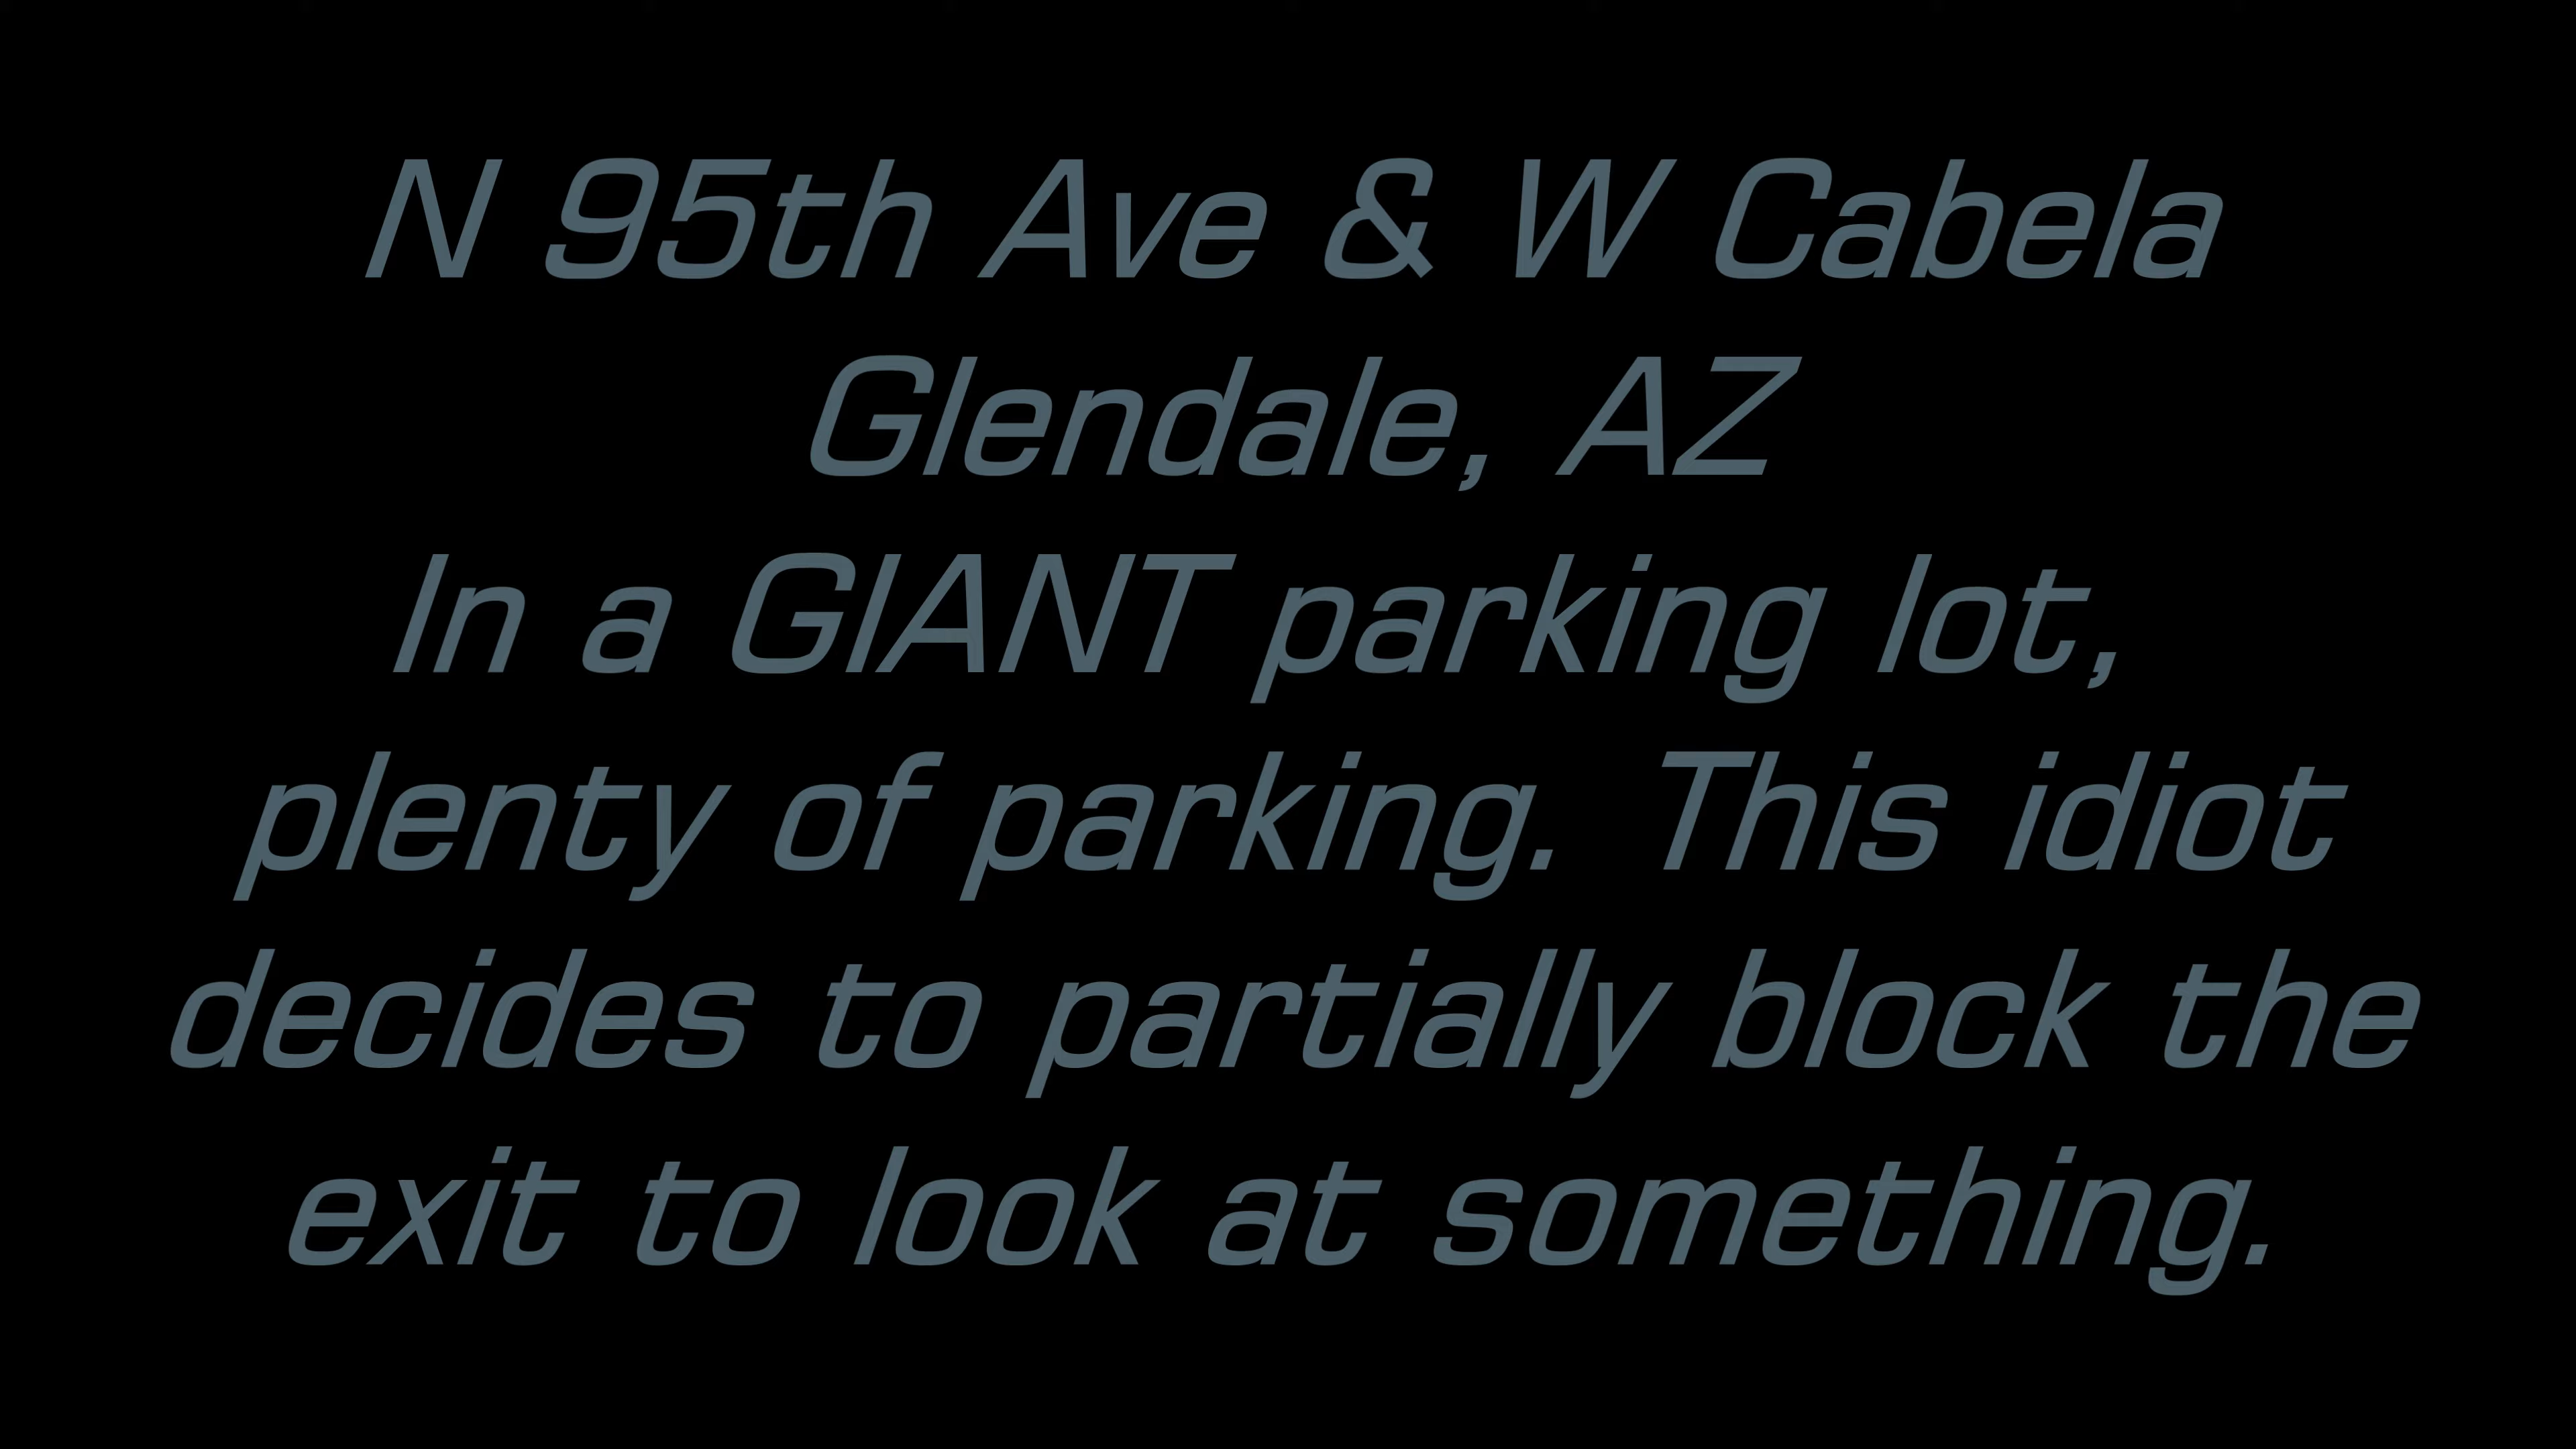 N 95th Ave & W Cabela
Glendale, AZ
In a GIANT parking lot,
plenty of parking. This idiot
decides to partially block the
exit to look at something.